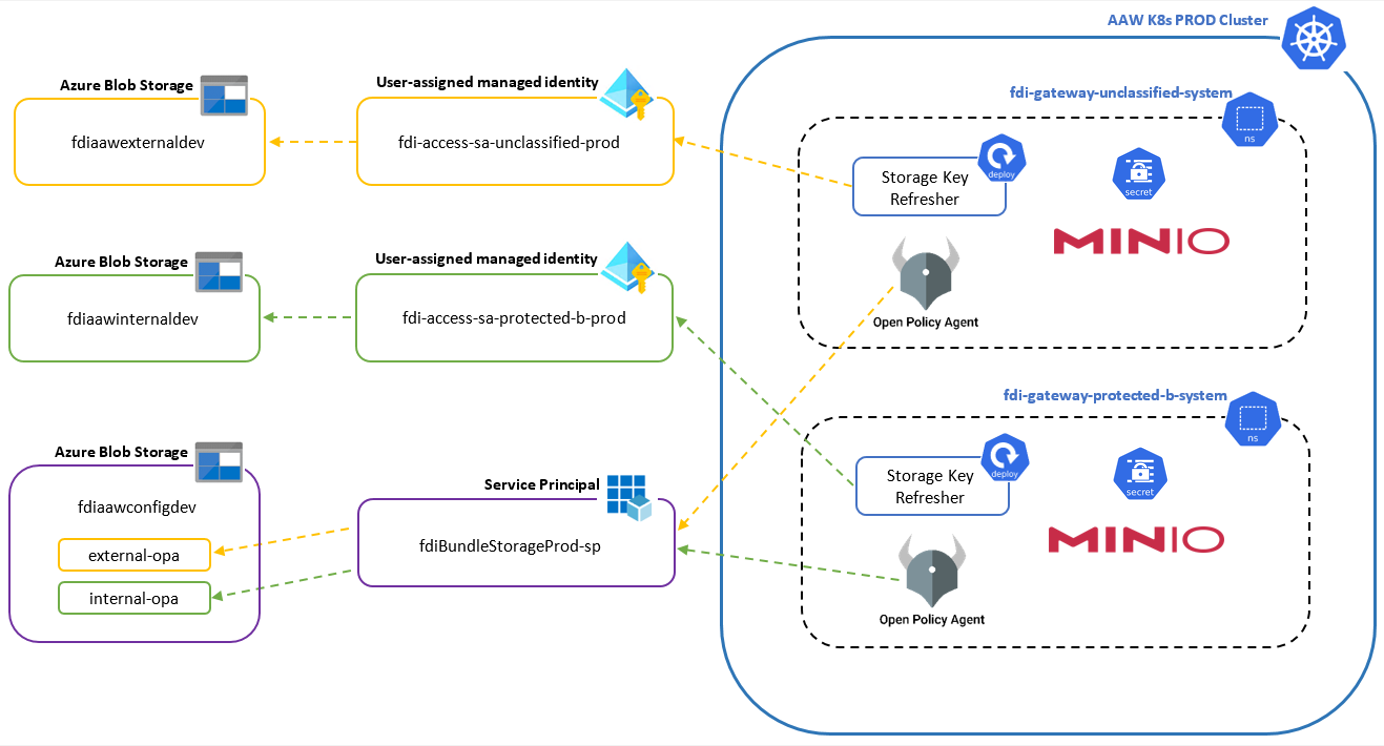 AAW K8s PROD Cluster
Azure Blob Storage
fdiaawexternaldev
User-assigned managed identity
fdi-access-sa-unclassified-prod
fdi-gateway-unclassified-system
ns
Storage Key
Refresher
deploy
secret
MINIO
Open Policy Agent
Azure Blob Storage
fdiaawinternaldev
User-assigned managed identity
fdi-access-sa-protected-b-prod
fdi-gateway-protected-b-system
ns
Storage Key
Refresher
deploy
secret
MINIO
Open Policy Agent
Azure Blob Storage
fdiaawconfigdev
external-opa
internal-opa
Service Principal
fdiBundleStorageProd-sp